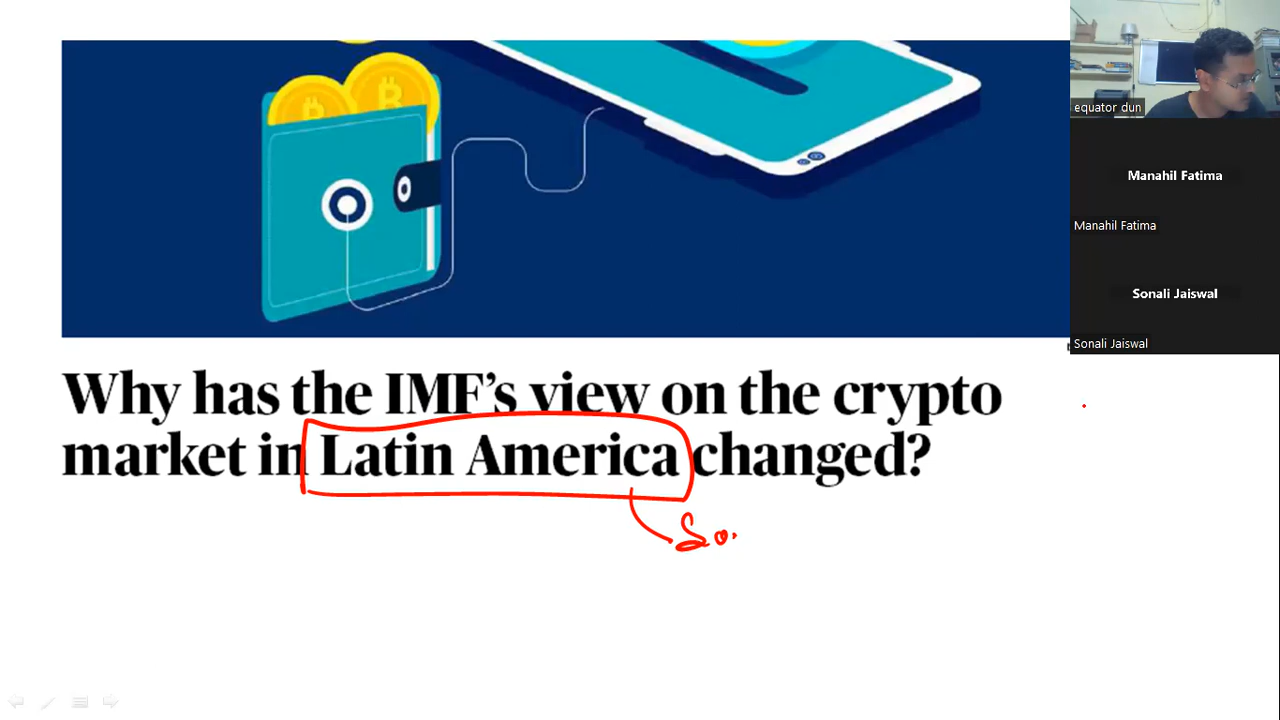 equator dun
Manahil Fatima
Manahil Fatima
Sonali Jaiswal
Sonali Jaiswal
Why has the IMF's view on the crypto
market in Latin America changed?
So